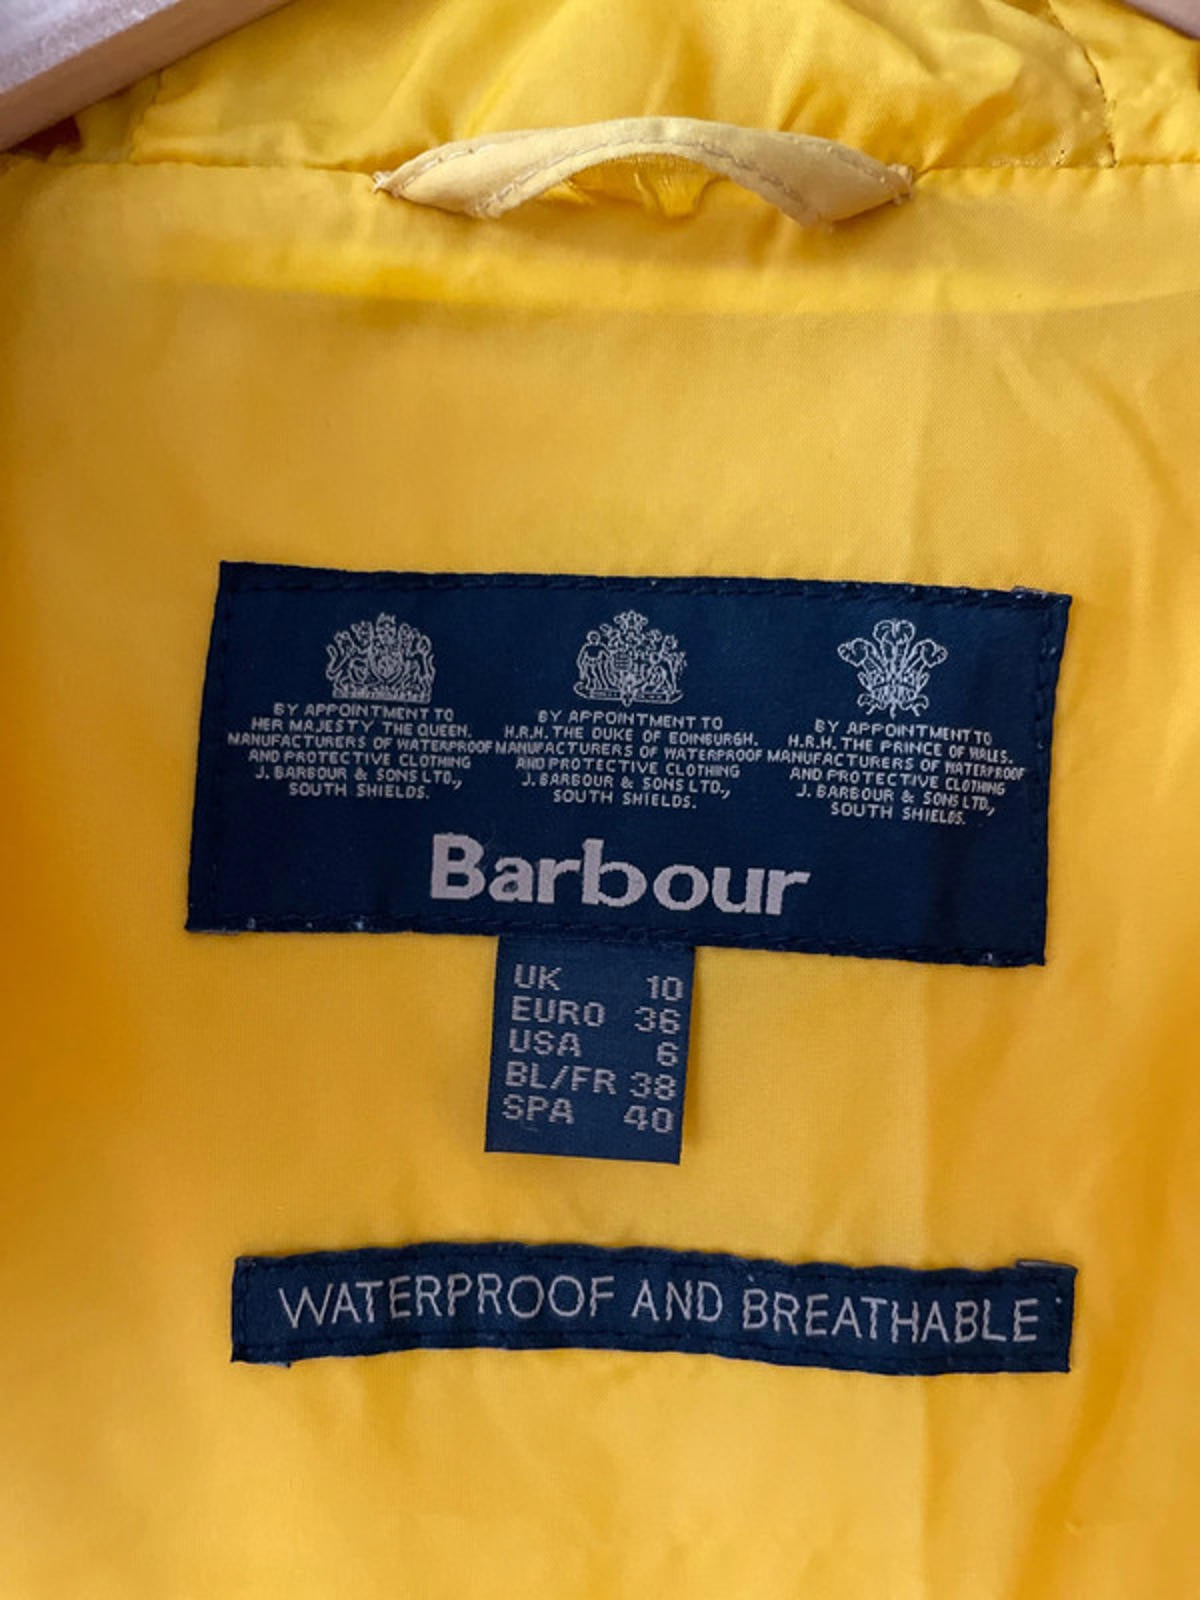 BY APPOINTMENT TO
HER MAJESTY THE QUEEN.
MANUFACTURERS OF WATERPROOF
AND PROTECTIVE CLOTHING
J. BARBOUR & SONS LTD.,
SOUTH SHIELDS.
BY APPOINTMENT TO
H.R.H. THE DUKE OF EDINBURGH.
MANUFACTURERS OF WATERPROOF
AND PROTECTIVE CLOTHING
J. BARBOUR & SONS LTD.,
SOUTH SHIELDS.
BY APPOINTMENT TO
H.R.H. THE PRINCE OF WALES.
MANUFACTURERS OF WATERPROOF
AND PROTECTIVE CLOTHING
J. BARBOUR & SONS LTD.,
SOUTH SHIELDS.
Barbour
UK 10
EURO 36
USA 6
BL/FR 38
SPA 40
WATERPROOF AND BREATHABLE